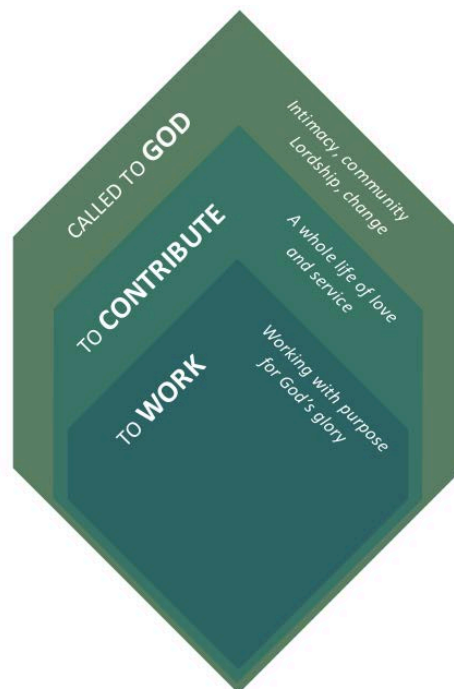 CALLED TO GOD
Intimacy, community
Lordship, change
TO CONTRIBUTE
A whole life of love
and service
TO WORK
Working with purpose
for God's glory